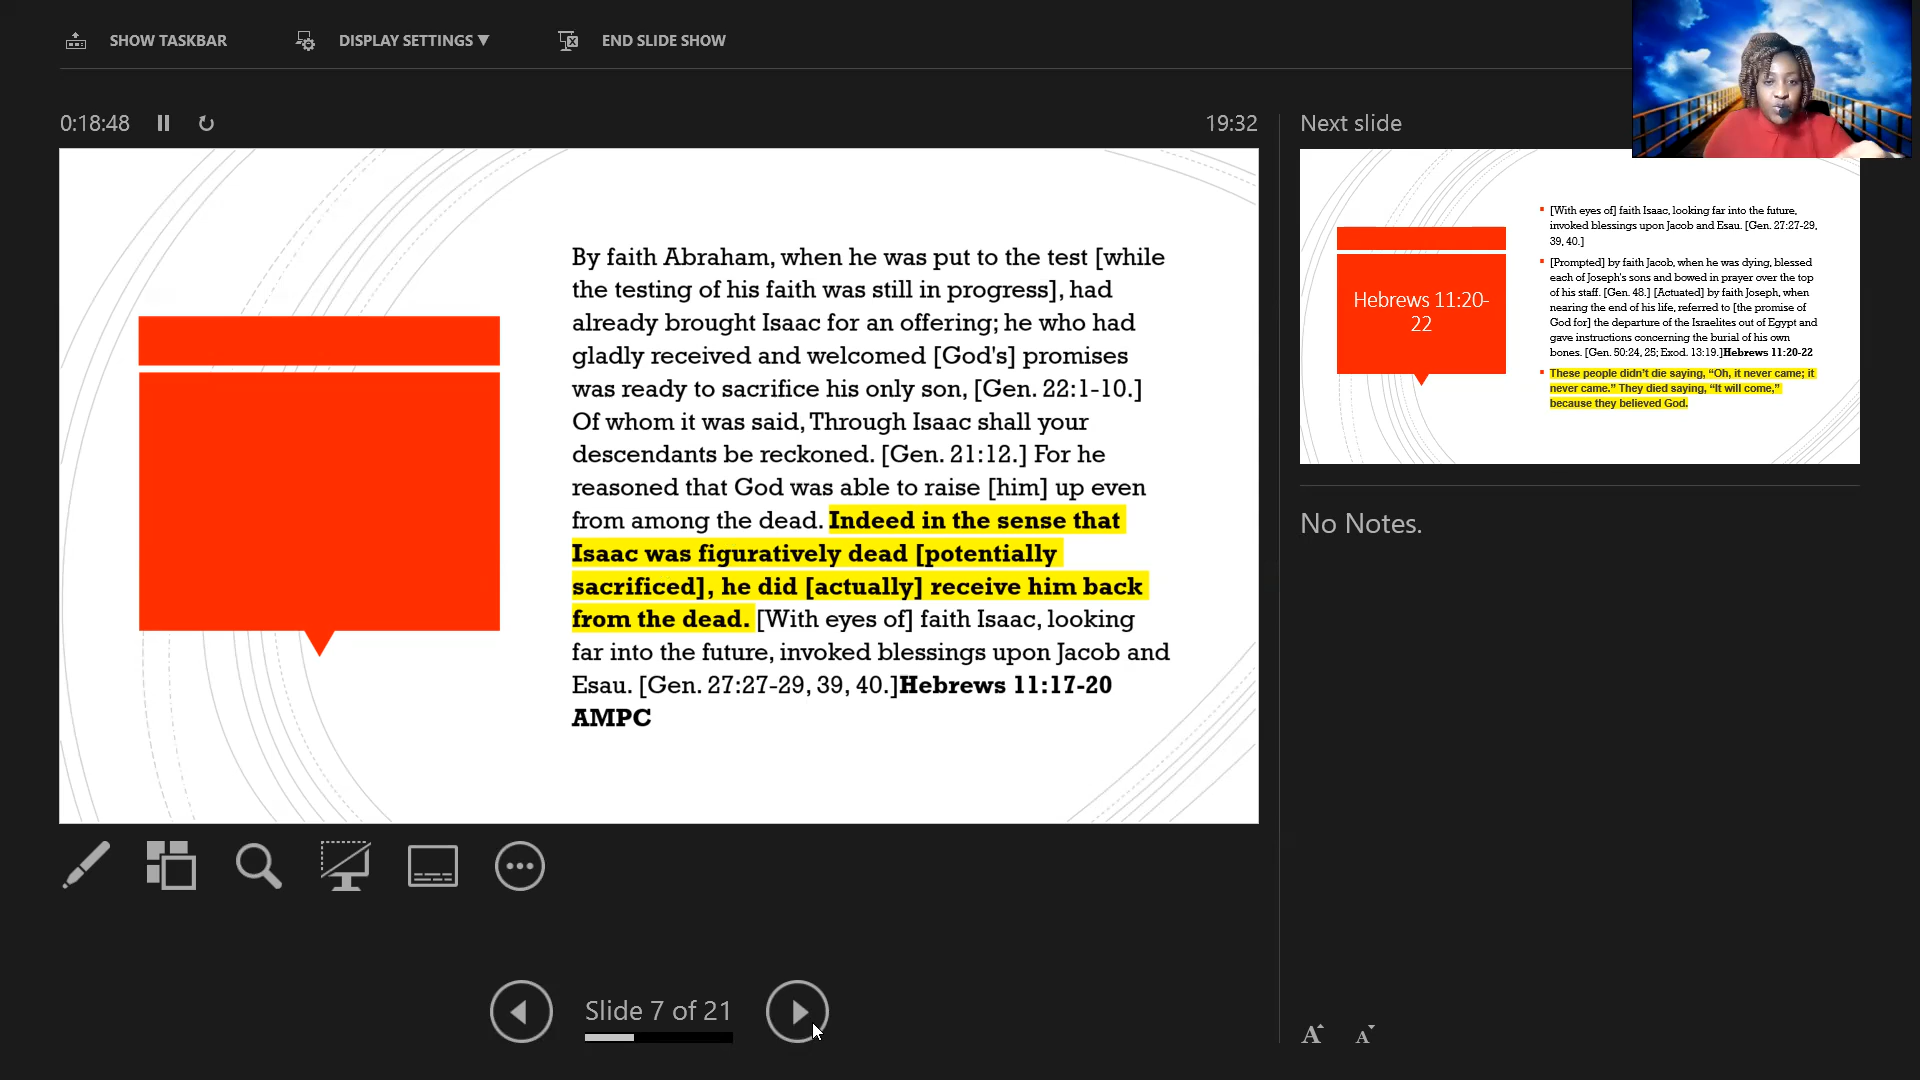 SHOW TASKBAR
DISPLAY SETTINGS ▼
END SLIDE SHOW
0:18:48
19:32
Next slide
By faith Abraham, when he was put to the test [while
the testing of his faith was still in progress], had
already brought Isaac for an offering; he who had
gladly received and welcomed [God's] promises
was ready to sacrifice his only son, [Gen. 22:1-10.]
Of whom it was said, Through Isaac shall your
descendants be reckoned. [Gen. 21:12.] For he
reasoned that God was able to raise [him] up even
from among the dead. Indeed in the sense that
Isaac was figuratively dead [potentially
sacrificed], he did [actually] receive him back
from the dead. [With eyes of] faith Isaac, looking
far into the future, invoked blessings upon Jacob and
Esau. [Gen. 27:27-29, 39, 40.]Hebrews 11:17-20
AMPC
Hebrews 11:20-
22
[With eyes of] faith Isaac, looking far into the future,
invoked blessings upon Jacob and Esau. [Gen. 27:27-29,
39, 40.]
[Prompted] by faith Jacob, when he was dying, blessed
each of Joseph's sons and bowed in prayer over the top
of his staff. [Gen. 48.] [Actuated] by faith Joseph, when
nearing the end of his life, referred to [the promise of
God for] the departure of the Israelites out of Egypt and
gave instructions concerning the burial of his own
bones. [Gen. 50:24, 25; Exod. 13:19.]Hebrews 11:20-22
These people didn’t die saying, “Oh, it never came; it
never came.” They died saying, “It will come,”
because they believed God.
No Notes.
Slide 7 of 21
A A